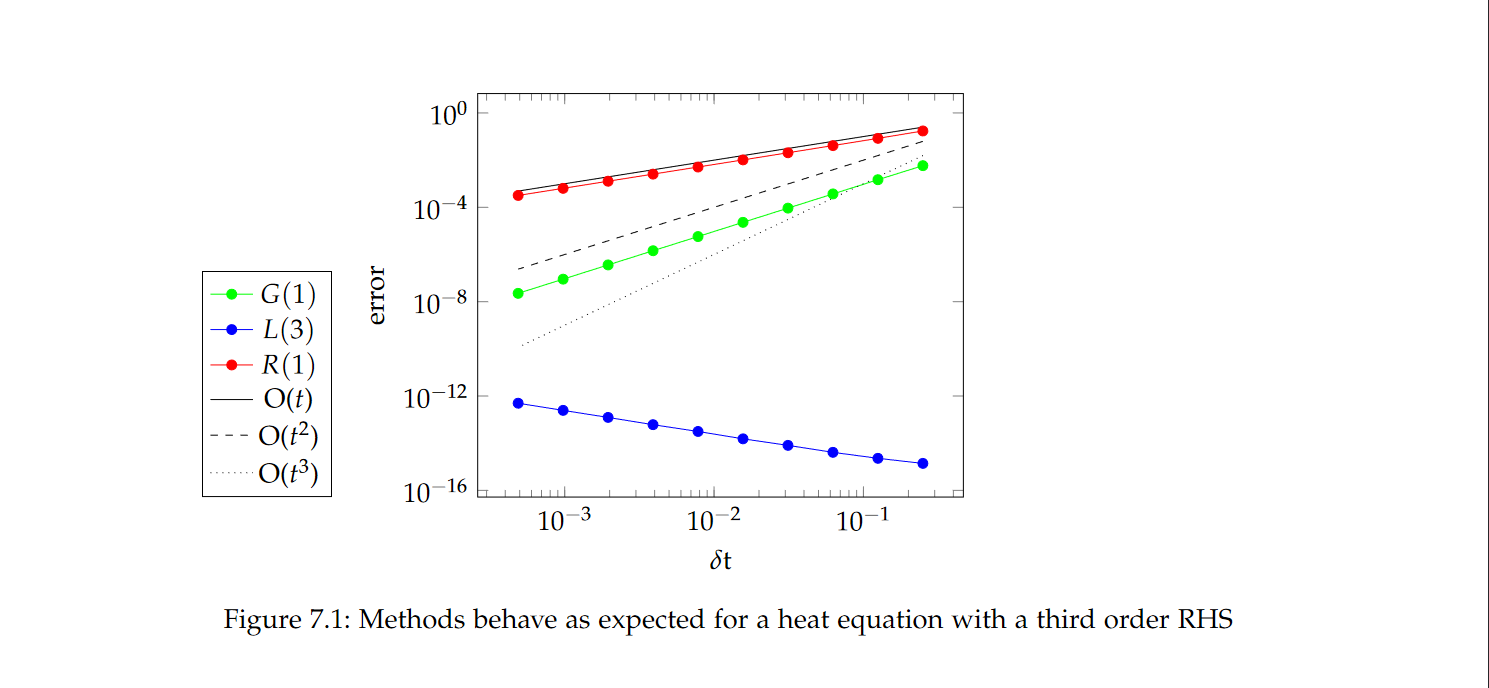 10⁰
10⁻⁴
10⁻⁸
10⁻¹²
10⁻¹⁶
error
10⁻³ 10⁻² 10⁻¹
δt
G(1)
L(3)
R(1)
O(t)
O(t²)
O(t³)
Figure 7.1: Methods behave as expected for a heat equation with a third order RHS